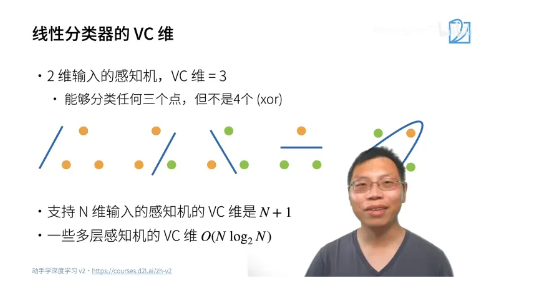 线性分类器的 VC 维
• 2 维输入的感知机，VC 维 = 3
• 能够分类任何三个点，但不是4个 (xor)
• 支持 N 维输入的感知机的 VC 维是 N + 1
• 一些多层感知机的 VC 维 O(N log₂ N)
动手学深度学习 v2 • https://courses.d2l.ai/zh-v2